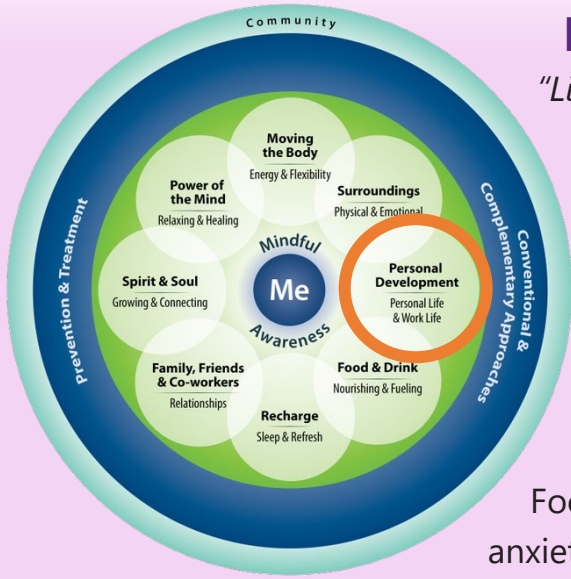 Community
Moving
the Body
Energy & Flexibility
Power of
the Mind
Relaxing & Healing
Surroundings
Physical & Emotional
Prevention & Treatment
Conventional &
Complementary Approaches
Mindful
Me
Awareness
Spirit & Soul
Growing & Connecting
Personal
Development
Personal Life
& Work Life
Family, Friends
& Co-workers
Relationships
Food & Drink
Nourishing & Fueling
Recharge
Sleep & Refresh